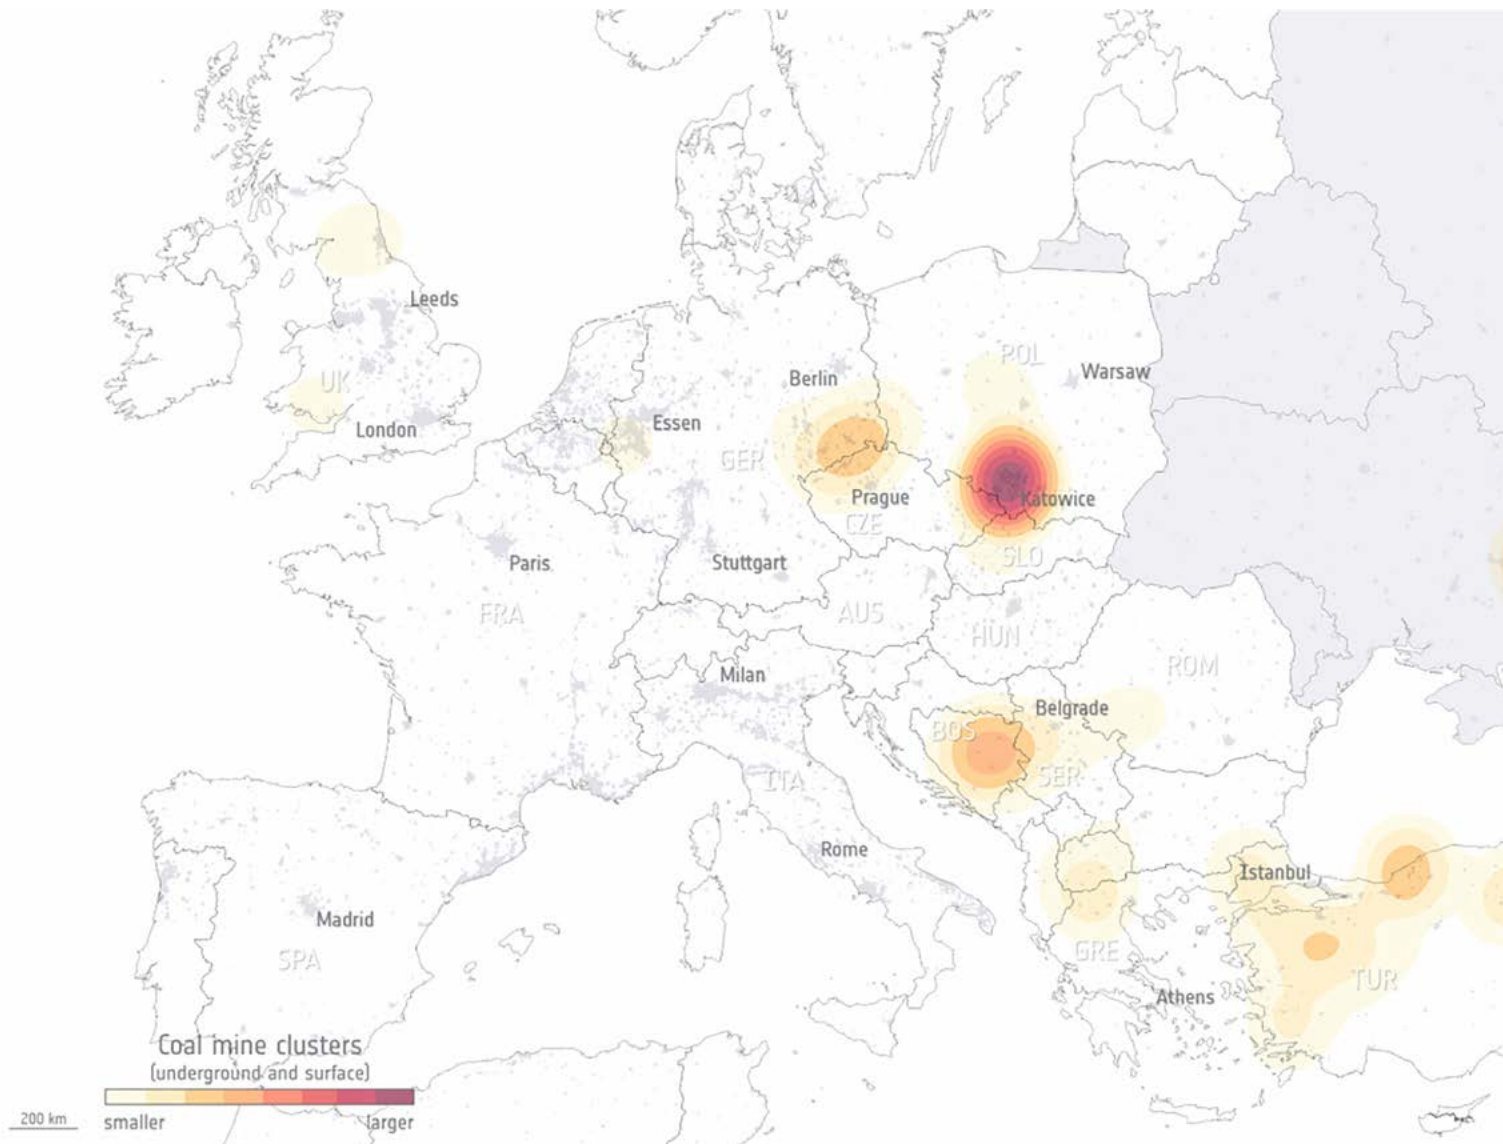 Leeds
UK
London
POL
Warsaw
Berlin
Essen
GER
Prague
Katowice
CZE
SLO
Paris
Stuttgart
FRA
AUS
HUN
ROM
Milan
Belgrade
BOS
SER
ITA
Rome
Istanbul
Madrid
SPA
GRE
TUR
Athens
Coal mine clusters
(underground and surface)
200 km
smaller
larger